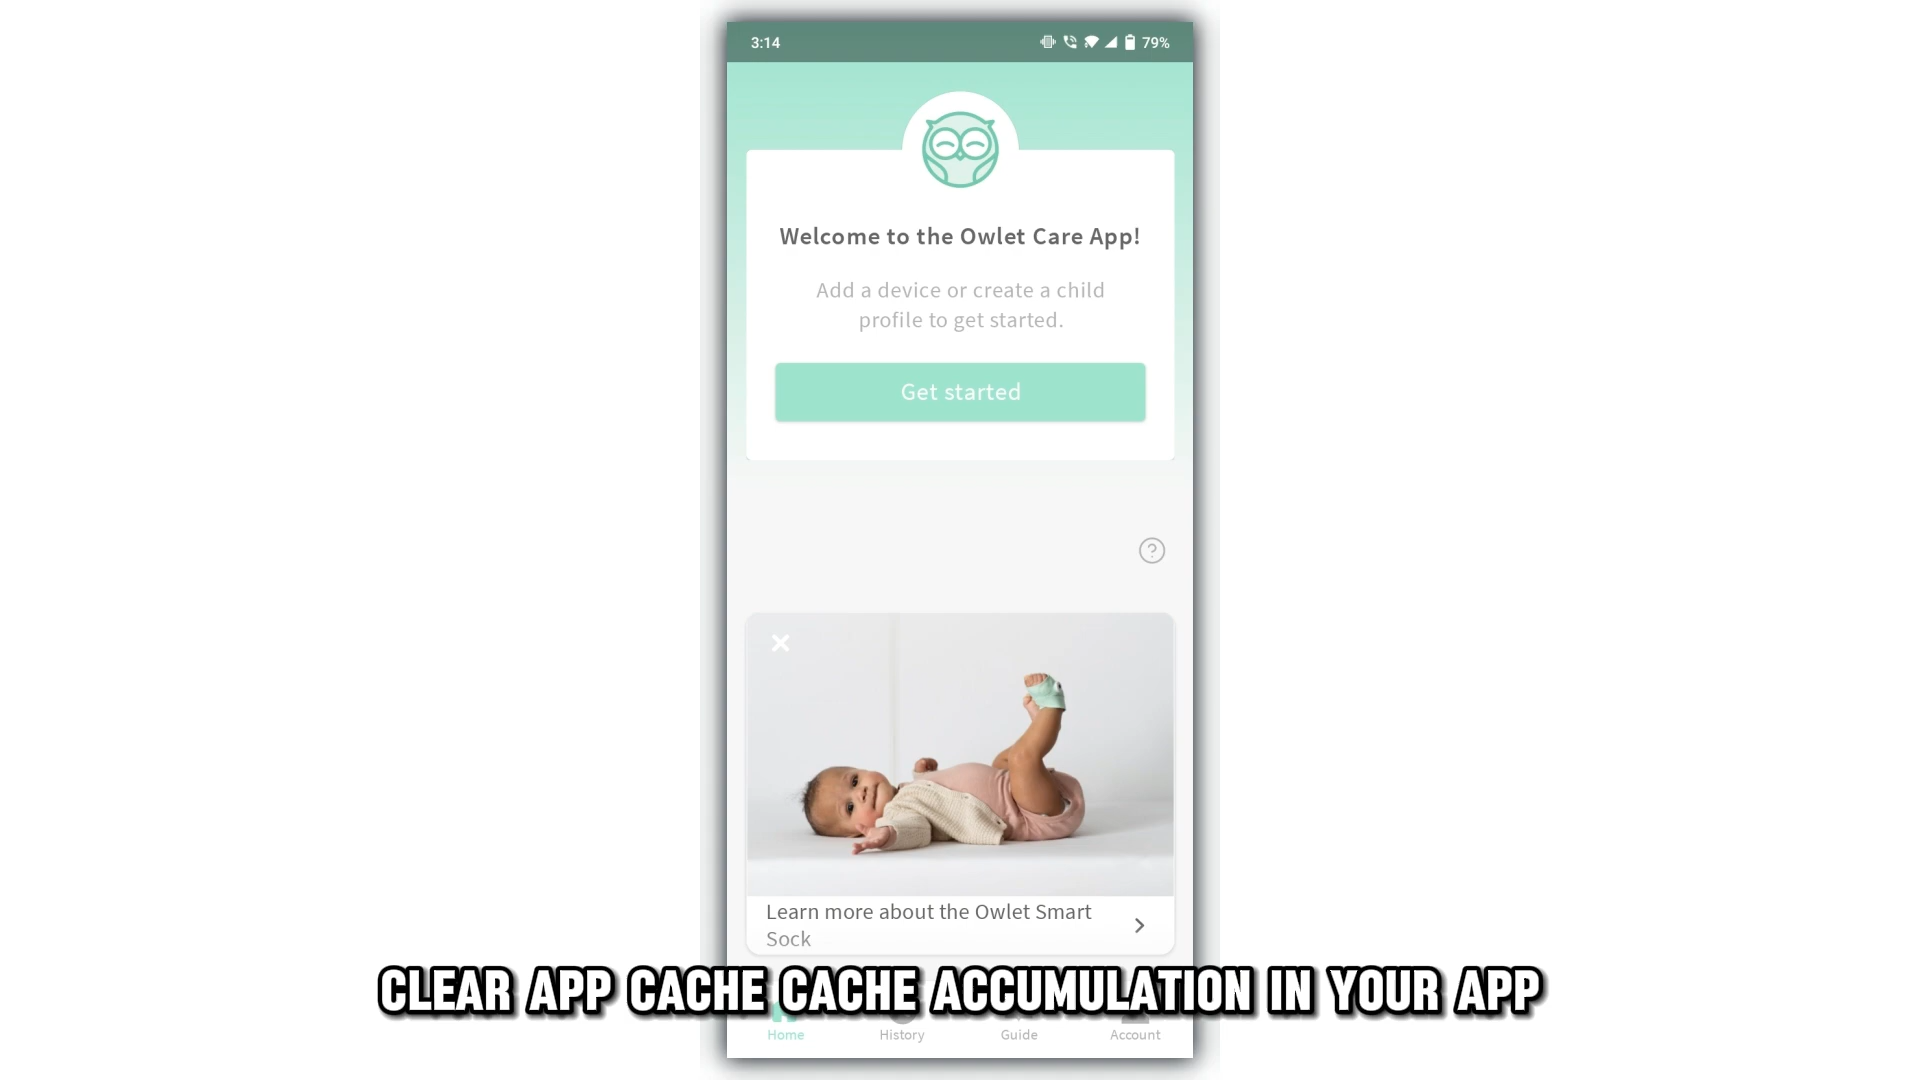 3:14
79%
Welcome to the Owlet Care App!
Add a device or create a child
profile to get started.
Get started
?
Learn more about the Owlet Smart
Sock
CLEAR APP CACHE CACHE ACCUMULATION IN YOUR APP
Home
History
Guide
Account